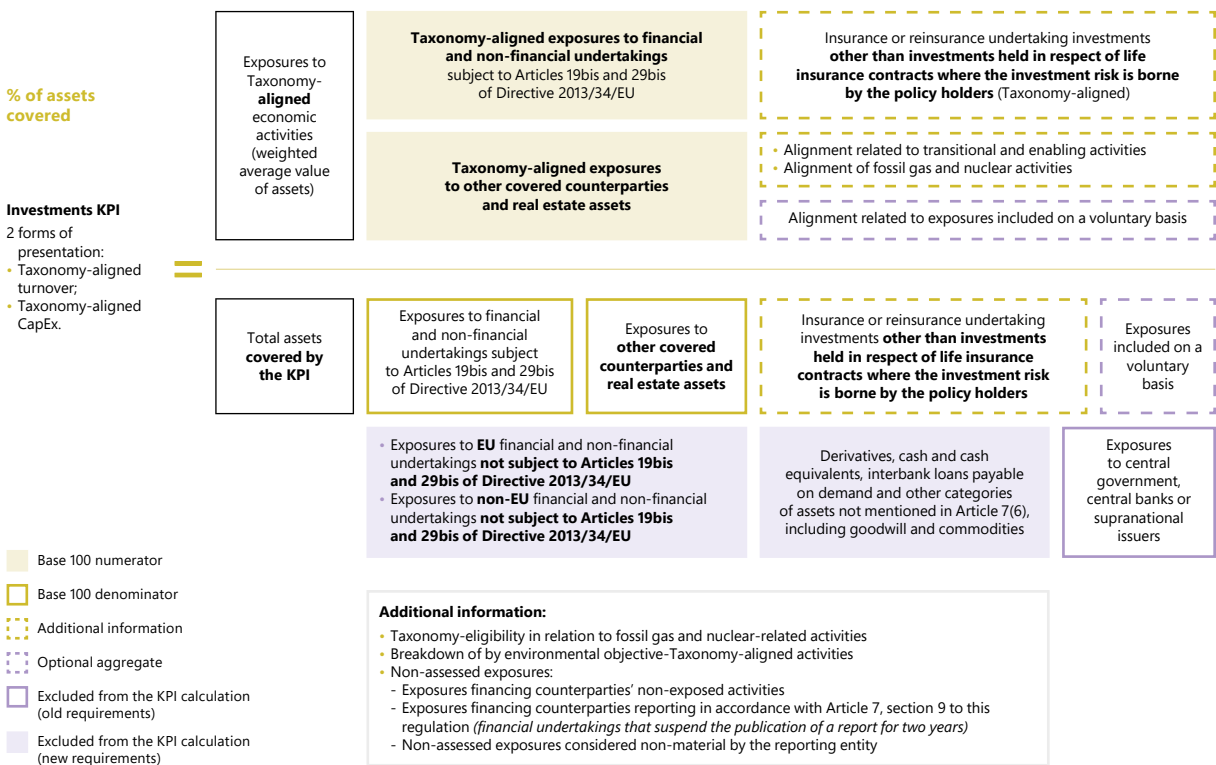 % of assets
covered
Investments KPI
2 forms of
presentation:
• Taxonomy-aligned
turnover;
• Taxonomy-aligned
CapEx.
=
Exposures to
Taxonomy-
aligned
economic
activities
(weighted
average value
of assets)
Taxonomy-aligned exposures to financial
and non-financial undertakings
subject to Articles 19bis and 29bis
of Directive 2013/34/EU
Insurance or reinsurance undertaking investments
other than investments held in respect of life
insurance contracts where the investment risk is borne
by the policy holders (Taxonomy-aligned)
Taxonomy-aligned exposures
to other covered counterparties
and real estate assets
• Alignment related to transitional and enabling activities
• Alignment of fossil gas and nuclear activities
Alignment related to exposures included on a voluntary basis
Total assets
covered by
the KPI
Exposures to financial
and non-financial
undertakings subject
to Articles 19bis and 29bis
of Directive 2013/34/EU
Exposures to
other covered
counterparties and
real estate assets
Insurance or reinsurance undertaking
investments other than investments
held in respect of life insurance
contracts where the investment risk
is borne by the policy holders
Exposures
included on a
voluntary
basis
• Exposures to EU financial and non-financial
undertakings not subject to Articles 19bis
and 29bis of Directive 2013/34/EU
• Exposures to non-EU financial and non-financial
undertakings not subject to Articles 19bis
and 29bis of Directive 2013/34/EU
Derivatives, cash and cash
equivalents, interbank loans payable
on demand and other categories
of assets not mentioned in Article 7(6),
including goodwill and commodities
Exposures
to central
government,
central banks or
supranational
issuers
Base 100 numerator
Base 100 denominator
Additional information
Optional aggregate
Excluded from the KPI calculation
(old requirements)
Excluded from the KPI calculation
(new requirements)
Additional information:
• Taxonomy-eligibility in relation to fossil gas and nuclear-related activities
• Breakdown of by environmental objective-Taxonomy-aligned activities
• Non-assessed exposures:
- Exposures financing counterparties' non-exposed activities
- Exposures financing counterparties reporting in accordance with Article 7, section 9 to this
regulation (financial undertakings that suspend the publication of a report for two years)
- Non-assessed exposures considered non-material by the reporting entity